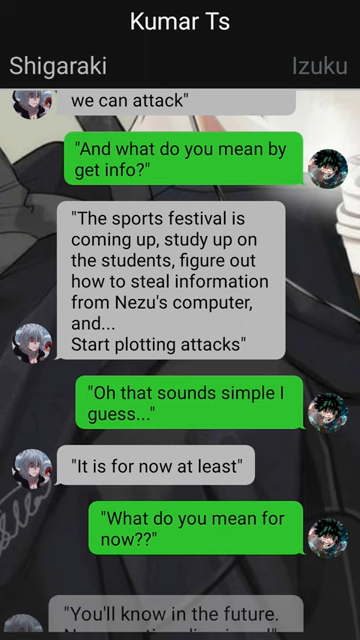 Kumar Ts
Shigaraki
Izuku
we can attack"
"And what do you mean by
get info?"
"The sports festival is
coming up, study up on
the students, figure out
how to steal information
from Nezu's computer,
and...
Start plotting attacks"
"Oh that sounds simple I
guess..."
"It is for now at least"
"What do you mean for
now??"
"You'll know in the future.